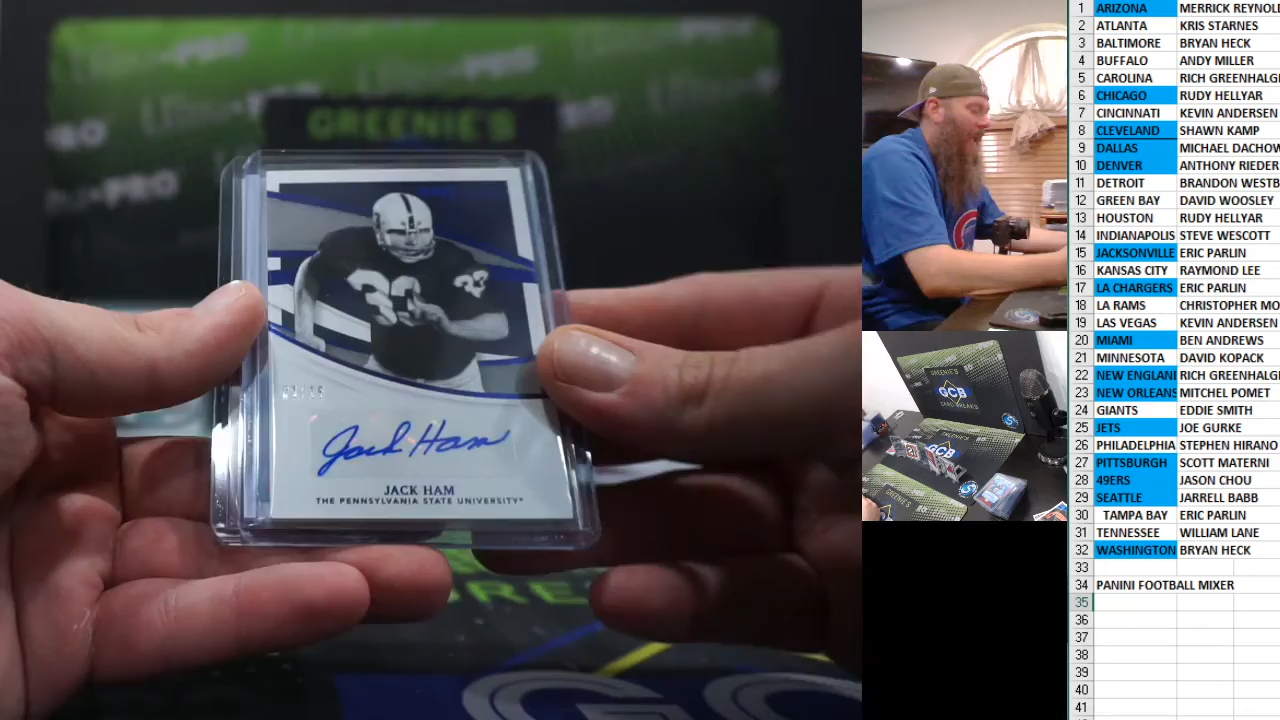 GREENIE'S
PRO
33
33
Jack Ham
JACK HAM
THE PENNSYLVANIA STATE UNIVERSITY
GREENIE'S
GCB
CARD BREAKS
GCB
1 ARIZONA MERRICK REYNOL
2 ATLANTA KRIS STARNES
3 BALTIMORE BRYAN HECK
4 BUFFALO ANDY MILLER
5 CAROLINA RICH GREENHALG
6 CHICAGO RUDY HELLYAR
7 CINCINNATI KEVIN ANDERSEN
8 CLEVELAND SHAWN KAMP
9 DALLAS MICHAEL DACHOW
10 DENVER ANTHONY RIEDER
11 DETROIT BRANDON WESTB
12 GREEN BAY DAVID WOOSLEY
13 HOUSTON RUDY HELLYAR
14 INDIANAPOLIS STEVE WESCOTT
15 JACKSONVILLE ERIC PARLIN
16 KANSAS CITY RAYMOND LEE
17 LA CHARGERS ERIC PARLIN
18 LA RAMS CHRISTOPHER MO
19 LAS VEGAS KEVIN ANDERSEN
20 MIAMI BEN ANDREWS
21 MINNESOTA DAVID KOPACK
22 NEW ENGLAN RICH GREENHALG
23 NEW ORLEANS MITCHEL POMET
24 GIANTS EDDIE SMITH
25 JETS JOE GURKE
26 PHILADELPHIA STEPHEN HIRANO
27 PITTSBURGH SCOTT MATERNI
28 49ERS JASON CHOU
29 SEATTLE JARRELL BABB
30 TAMPA BAY ERIC PARLIN
31 TENNESSEE WILLIAM LANE
32 WASHINGTON BRYAN HECK
33
34 PANINI FOOTBALL MIXER
35
36
37
38
39
40
41